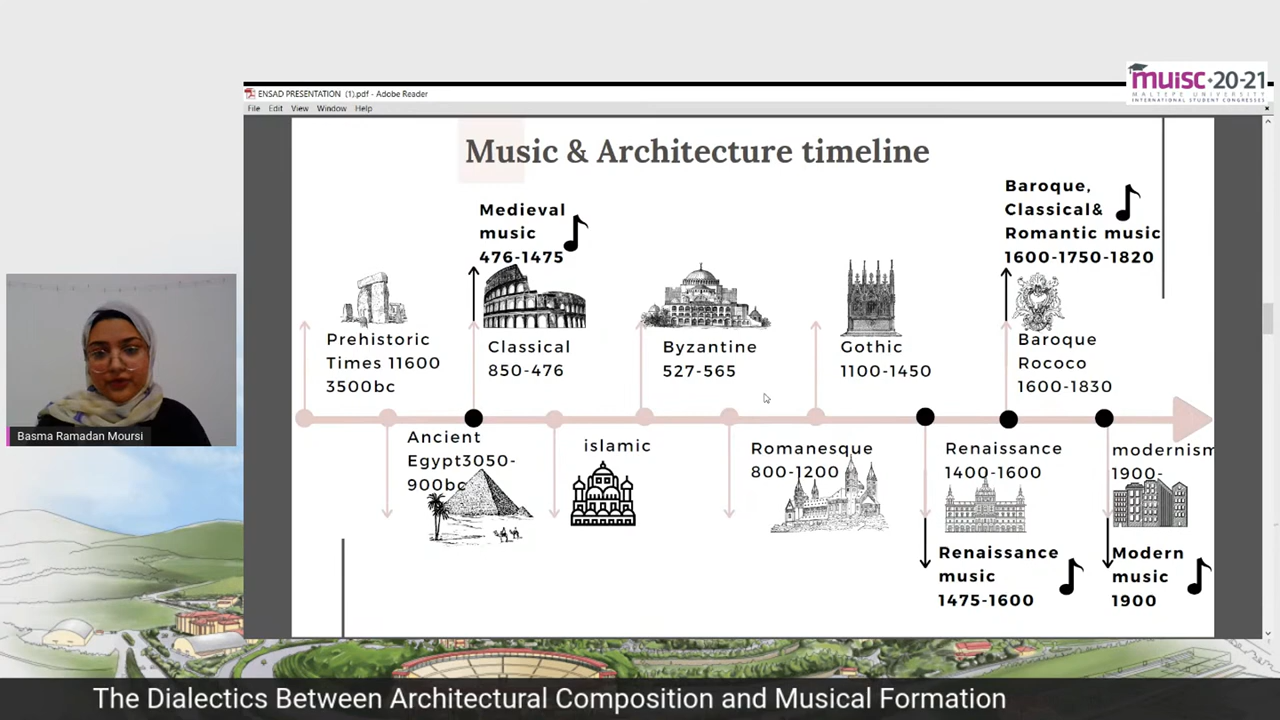 muisc·20-21
MALTEPE UNIVERSITY
INTERNATIONAL STUDENT CONGRESSES
ENSAD PRESENTATION (1).pdf - Adobe Reader
File Edit View Window Help
Music & Architecture timeline
Medieval
music
476-1475
Baroque,
Classical&
Romantic music
1600-1750-1820
Prehistoric
Times 11600
3500bc
Classical
850-476
Byzantine
527-565
Gothic
1100-1450
Baroque
Rococo
1600-1830
Ancient
Egypt3050-
900bc
islamic
Romanesque
800-1200
Renaissance
1400-1600
modernism
1900-
Renaissance
music
1475-1600
Modern
music
1900
Basma Ramadan Moursi
The Dialectics Between Architectural Composition and Musical Formation